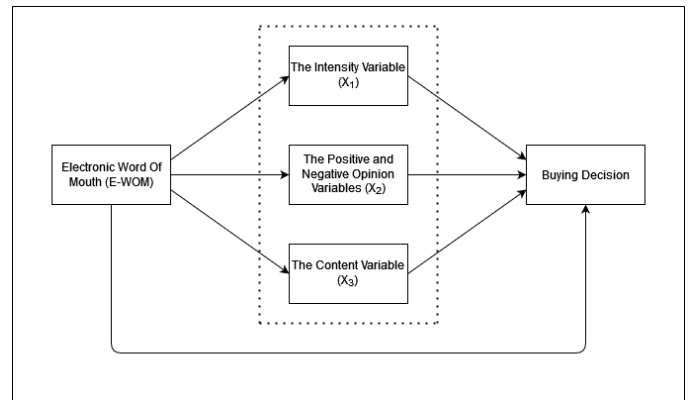 The Intensity Variable
(X1)
Electronic Word Of
Mouth (E-WOM)
The Positive and
Negative Opinion
Variables (X2)
Buying Decision
The Content Variable
(X3)